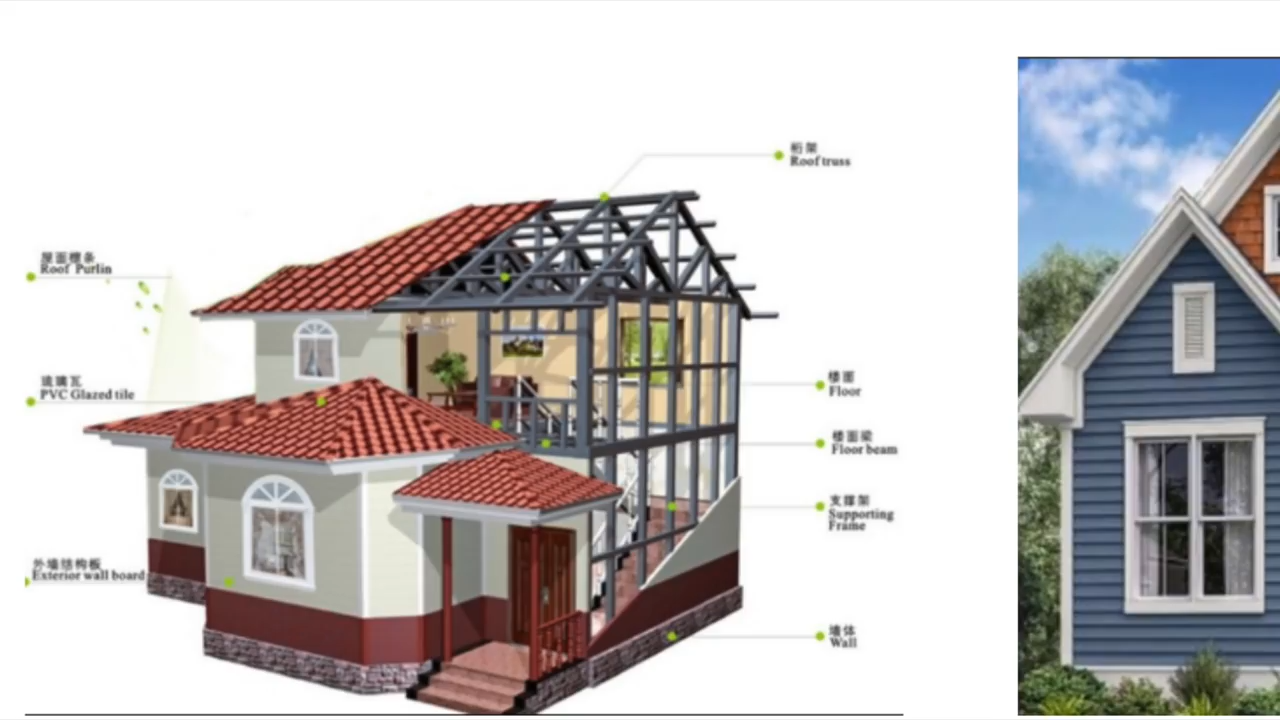 桁架
Roof truss
屋面檩条
Roof Purlin
琉璃瓦
PVC Glazed tile
楼面
Floor
楼面梁
Floor beam
支撑架
Supporting
Frame
外墙结构板
Exterior wall board
墙体
Wall